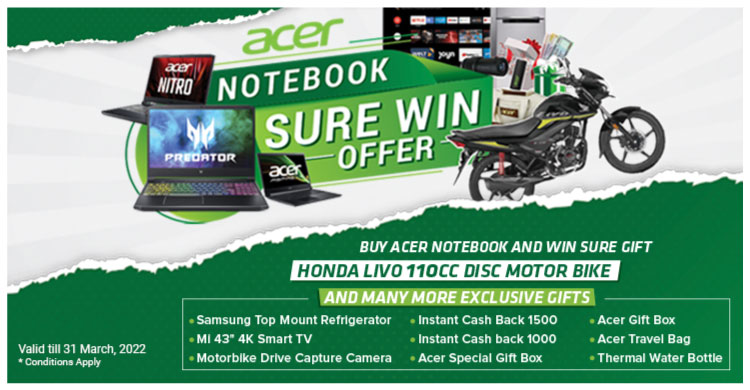 acer
NOTEBOOK
SURE WIN
OFFER
acer
NITRO
PREDATOR
acer
BUY ACER NOTEBOOK AND WIN SURE GIFT
HONDA LIVO 110CC DISC MOTOR BIKE
AND MANY MORE EXCLUSIVE GIFTS
• Samsung Top Mount Refrigerator
• Mi 43" 4K Smart TV
• Motorbike Drive Capture Camera
• Instant Cash Back 1500
• Instant Cash back 1000
• Acer Special Gift Box
• Acer Gift Box
• Acer Travel Bag
• Thermal Water Bottle
Valid till 31 March, 2022
* Conditions Apply